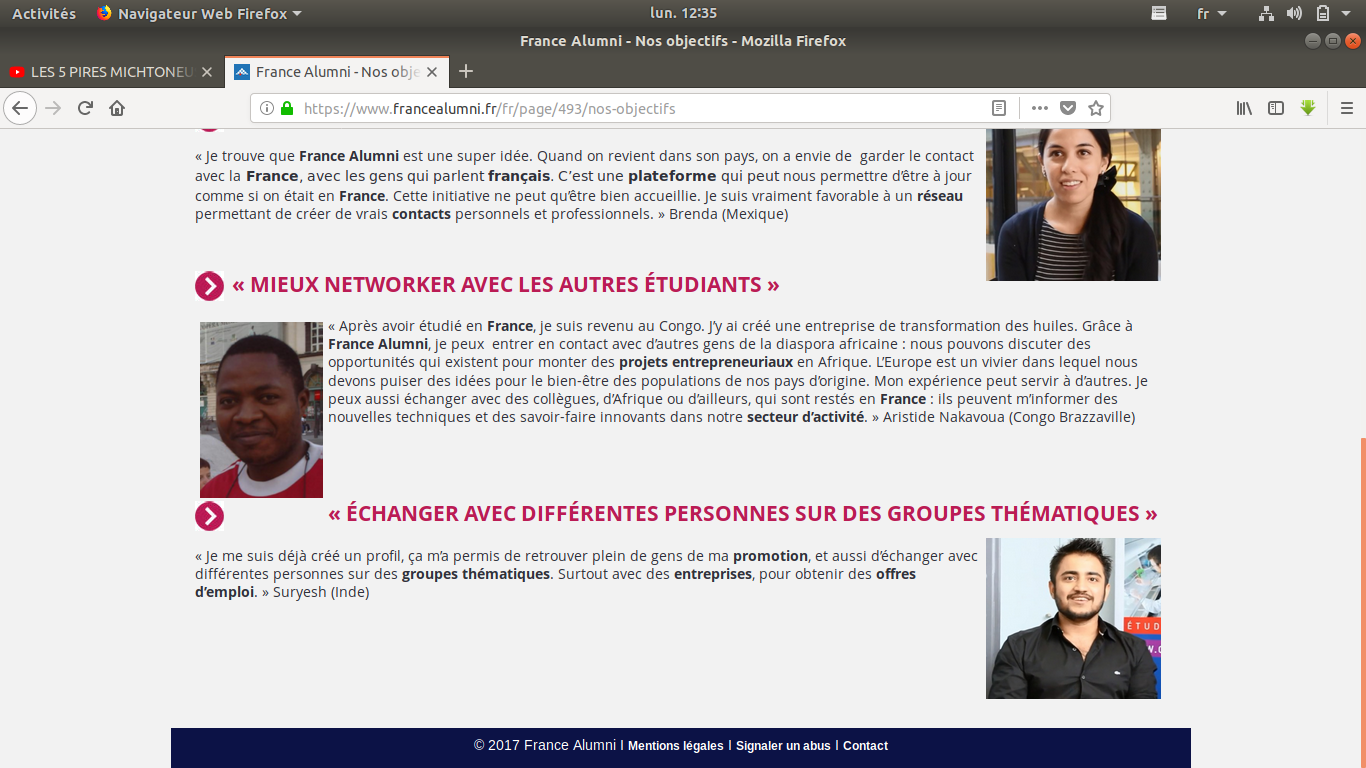 Activités Navigateur Web Firefox lun. 12:35 fr
France Alumni - Nos objectifs - Mozilla Firefox
LES 5 PIRES MICHTONEU France Alumni - Nos obje
https://www.francealumni.fr/fr/page/493/nos-objectifs
« Je trouve que France Alumni est une super idée. Quand on revient dans son pays, on a envie de garder le contact
avec la France, avec les gens qui parlent français. C'est une plateforme qui peut nous permettre d'être à jour
comme si on était en France. Cette initiative ne peut qu'être bien accueillie. Je suis vraiment favorable à un réseau
permettant de créer de vrais contacts personnels et professionnels. » Brenda (Mexique)
« MIEUX NETWORKER AVEC LES AUTRES ÉTUDIANTS »
« Après avoir étudié en France, je suis revenu au Congo. J'y ai créé une entreprise de transformation des huiles. Grâce à
France Alumni, je peux entrer en contact avec d'autres gens de la diaspora africaine : nous pouvons discuter des
opportunités qui existent pour monter des projets entrepreneuriaux en Afrique. L'Europe est un vivier dans lequel nous
devons puiser des idées pour le bien-être des populations de nos pays d'origine. Mon expérience peut servir à d'autres. Je
peux aussi échanger avec des collègues, d'Afrique ou d'ailleurs, qui sont restés en France : ils peuvent m'informer des
nouvelles techniques et des savoir-faire innovants dans notre secteur d'activité. » Aristide Nakavoua (Congo Brazzaville)
« ÉCHANGER AVEC DIFFÉRENTES PERSONNES SUR DES GROUPES THÉMATIQUES »
« Je me suis déjà créé un profil, ça m'a permis de retrouver plein de gens de ma promotion, et aussi d'échanger avec
différentes personnes sur des groupes thématiques. Surtout avec des entreprises, pour obtenir des offres
d'emploi. » Suryesh (Inde)
ÉTUD
© 2017 France Alumni I Mentions légales I Signaler un abus I Contact